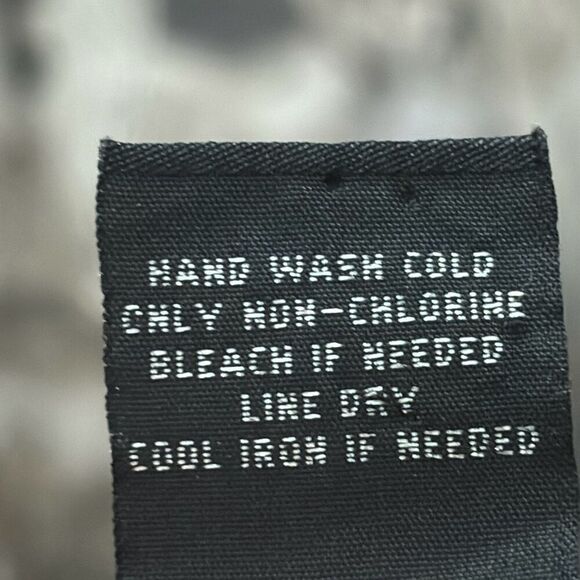 HAND WASH COLD
ONLY NON-CHLORINE
BLEACH IF NEEDED
LINE DRY
COOL IRON IF NEEDED